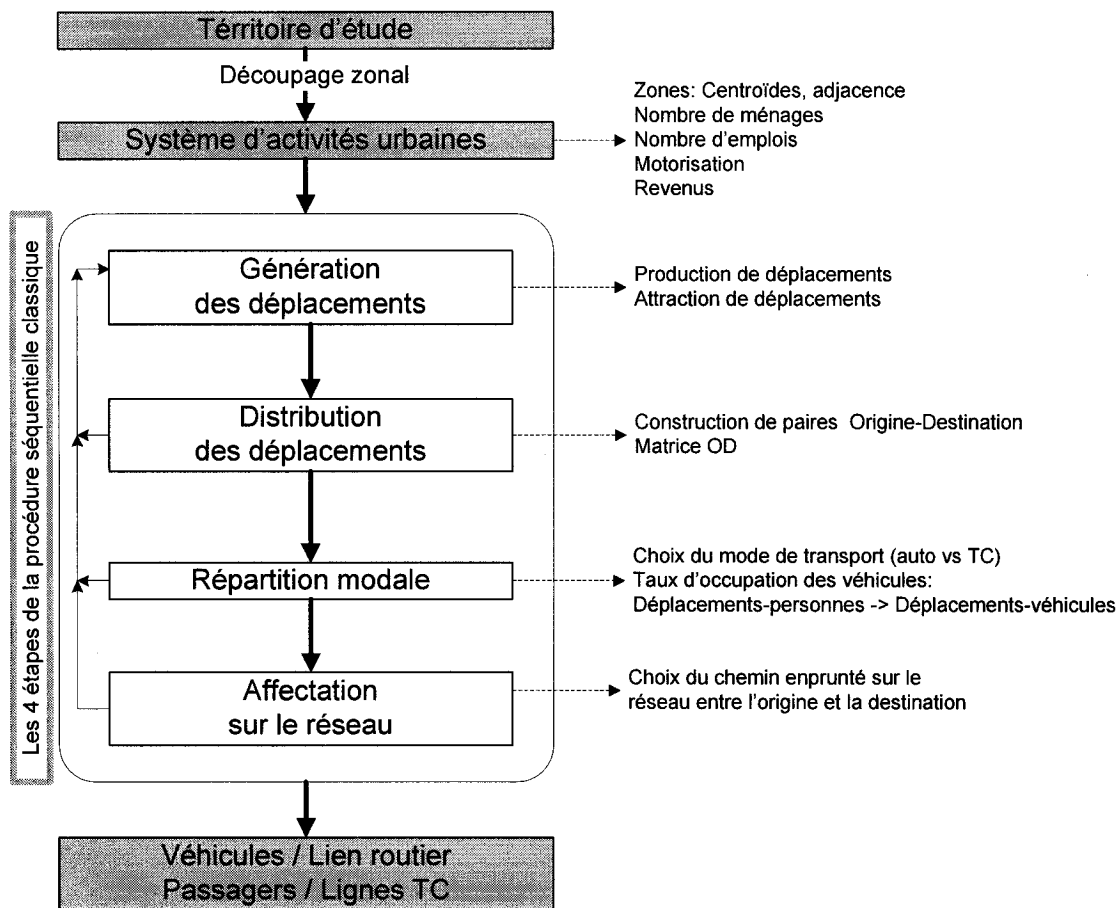 Térritoire d'étude
Découpage zonal
Système d'activités urbaines
Zones: Centroïdes, adjacence
Nombre de ménages
Nombre d'emplois
Motorisation
Revenus
Les 4 étapes de la procédure séquentielle classique
Génération
des déplacements
Production de déplacements
Attraction de déplacements
Distribution
des déplacements
Construction de paires Origine-Destination
Matrice OD
Répartition modale
Choix du mode de transport (auto vs TC)
Taux d'occupation des véhicules:
Déplacements-personnes -> Déplacements-véhicules
Affectation
sur le réseau
Choix du chemin enprunté sur le
réseau entre l'origine et la destination
Véhicules / Lien routier
Passagers / Lignes TC